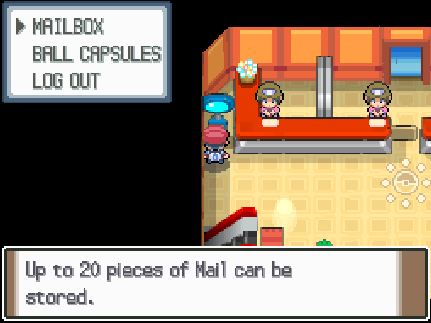 MAILBOX
BALL CAPSULES
LOG OUT
Up to 20 pieces of Mail can be
stored.